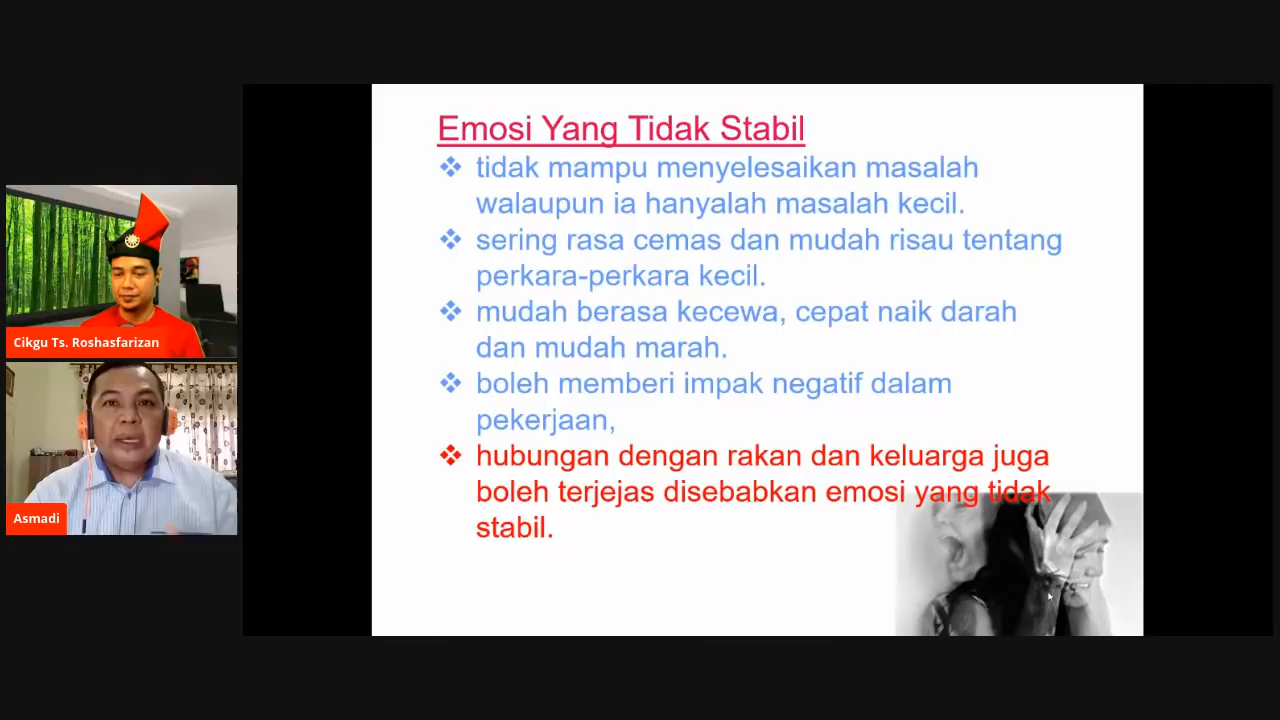 Emosi Yang Tidak Stabil
❖ tidak mampu menyelesaikan masalah
walaupun ia hanyalah masalah kecil.
❖ sering rasa cemas dan mudah risau tentang
perkara-perkara kecil.
❖ mudah berasa kecewa, cepat naik darah
dan mudah marah.
❖ boleh memberi impak negatif dalam
pekerjaan,
❖ hubungan dengan rakan dan keluarga juga
boleh terjejas disebabkan emosi yang tidak
stabil.
Cikgu Ts. Roshasfarizan
Asmadi